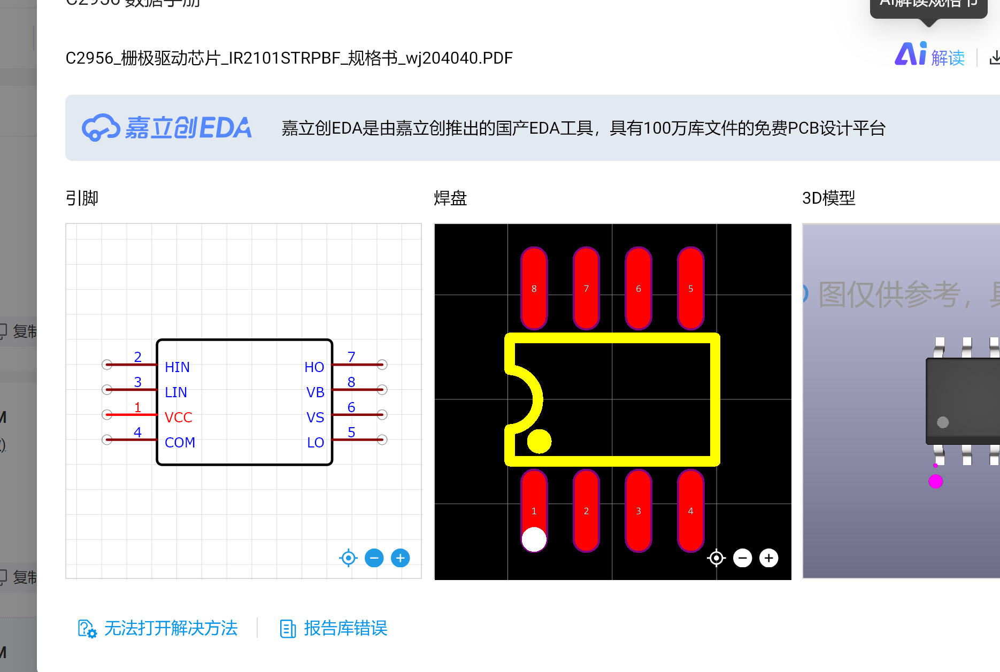 C2956 数据手册
AI解读规格书
C2956_栅极驱动芯片_IR2101STRPBF_规格书_wj204040.PDF
Ai 解读
嘉立创EDA
嘉立创EDA是由嘉立创推出的国产EDA工具，具有100万库文件的免费PCB设计平台
引脚
焊盘
3D模型
2 HIN HO 7
3 LIN VB 8
1 VCC VS 6
4 COM LO 5
8 7 6 5
1 2 3 4
图仅供参考，
复制
复制
M
M
无法打开解决方法
报告库错误